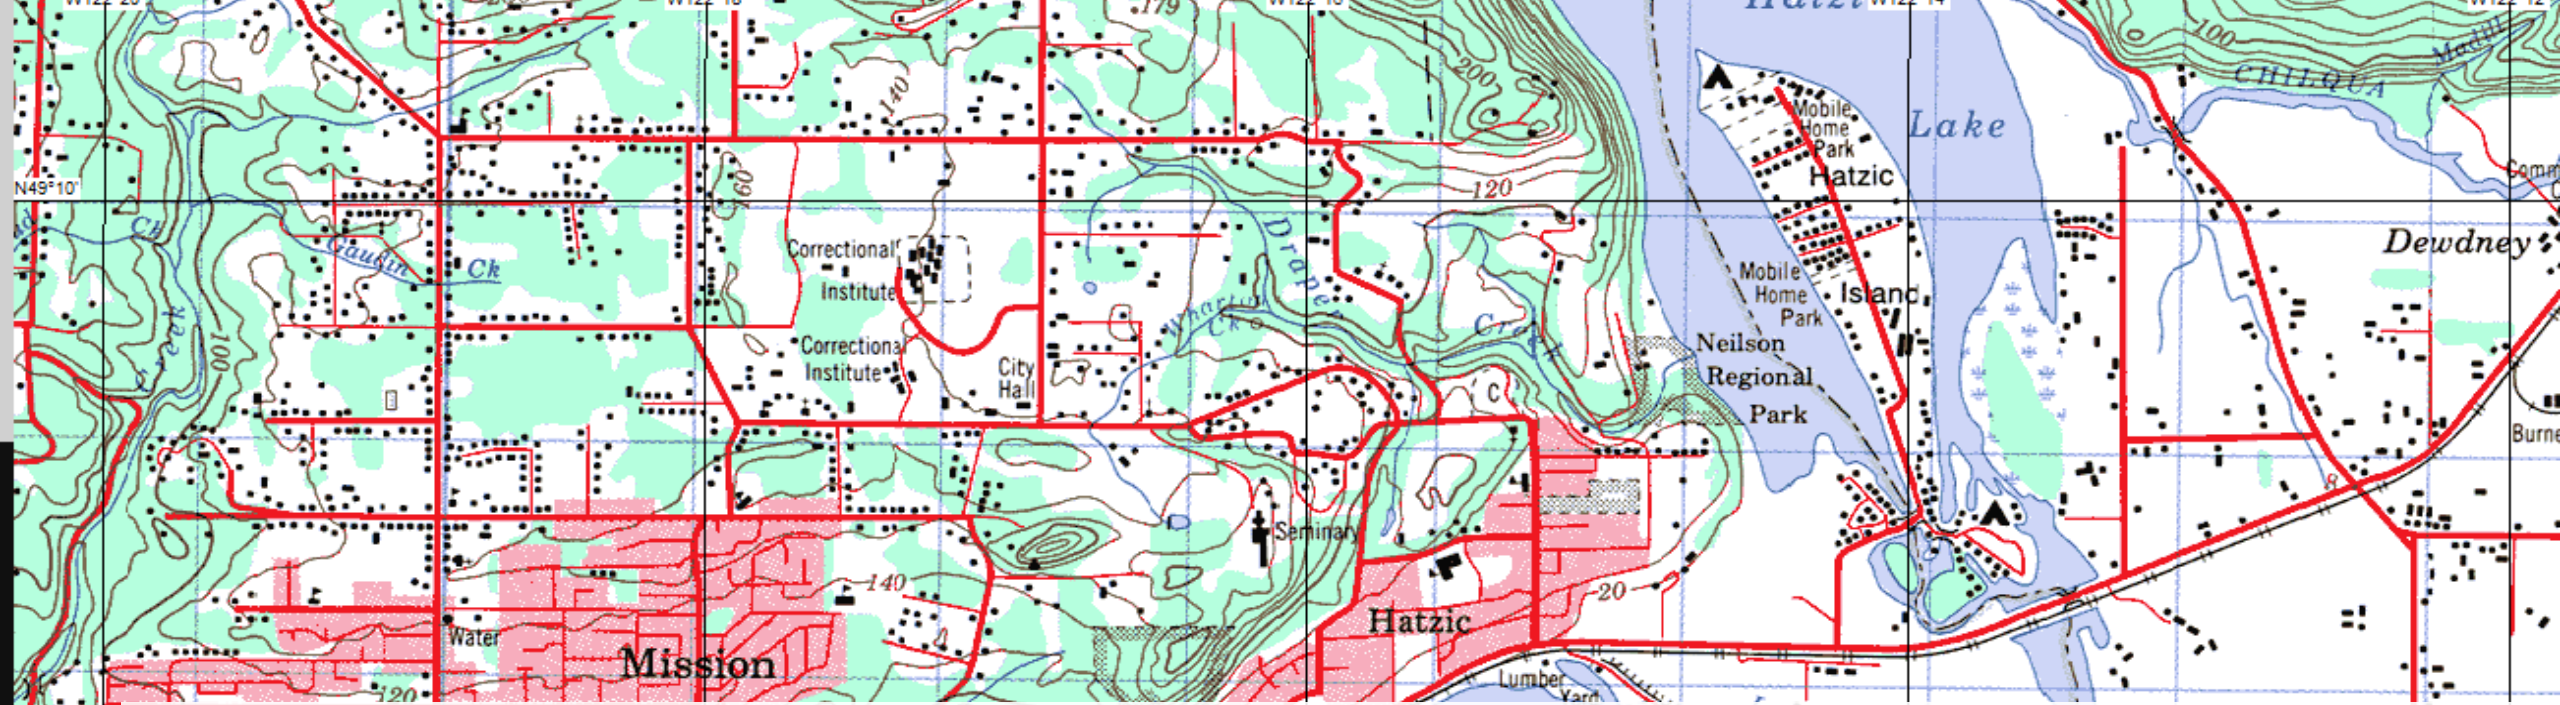 179
140
200
100
CHILQUA
Mobile
Home
Park
Lake
N49°10'
160
120
Hatzic
Ck
Gaudin
Ck
Draper
Correctional
Institute
Mobile
Home
Park
Island
Dewdney
Wharton
Ck
Creek
100
Creek
Correctional
Institute
City
Hall
C
Neilson
Regional
Park
8
Seminary
140
20
Water
Mission
Hatzic
120
Lumber
Yard